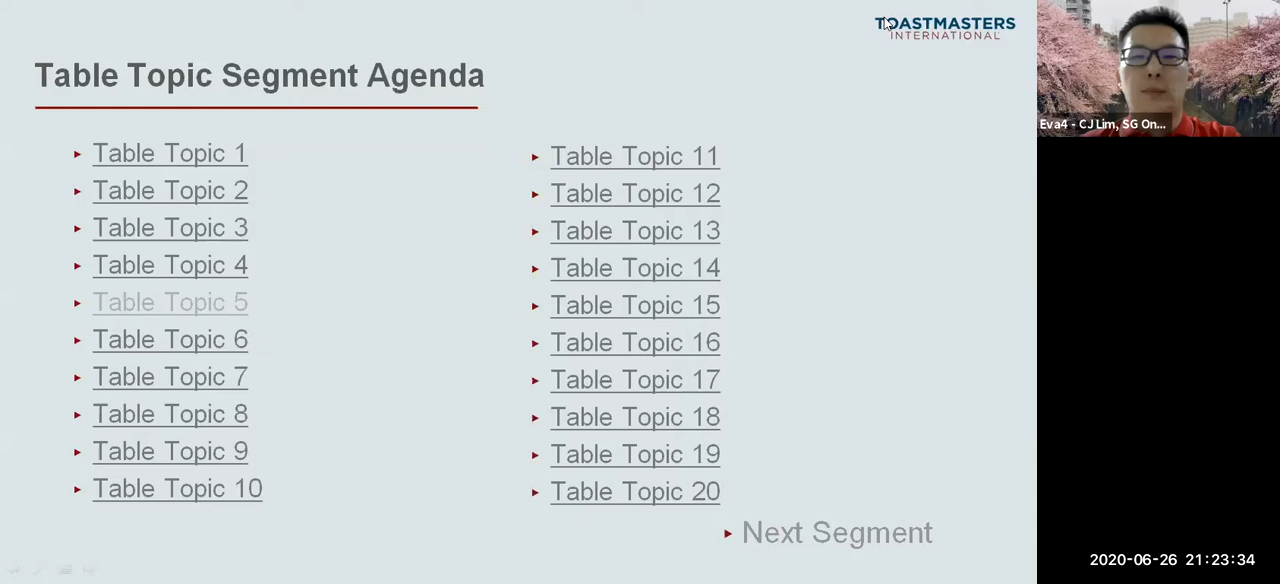 TOASTMASTERS
INTERNATIONAL
Table Topic Segment Agenda
Table Topic 1
Table Topic 2
Table Topic 3
Table Topic 4
Table Topic 5
Table Topic 6
Table Topic 7
Table Topic 8
Table Topic 9
Table Topic 10
Table Topic 11
Table Topic 12
Table Topic 13
Table Topic 14
Table Topic 15
Table Topic 16
Table Topic 17
Table Topic 18
Table Topic 19
Table Topic 20
Next Segment
Eva4 - CJ Lim, SG On...
2020-06-26 21:23:34